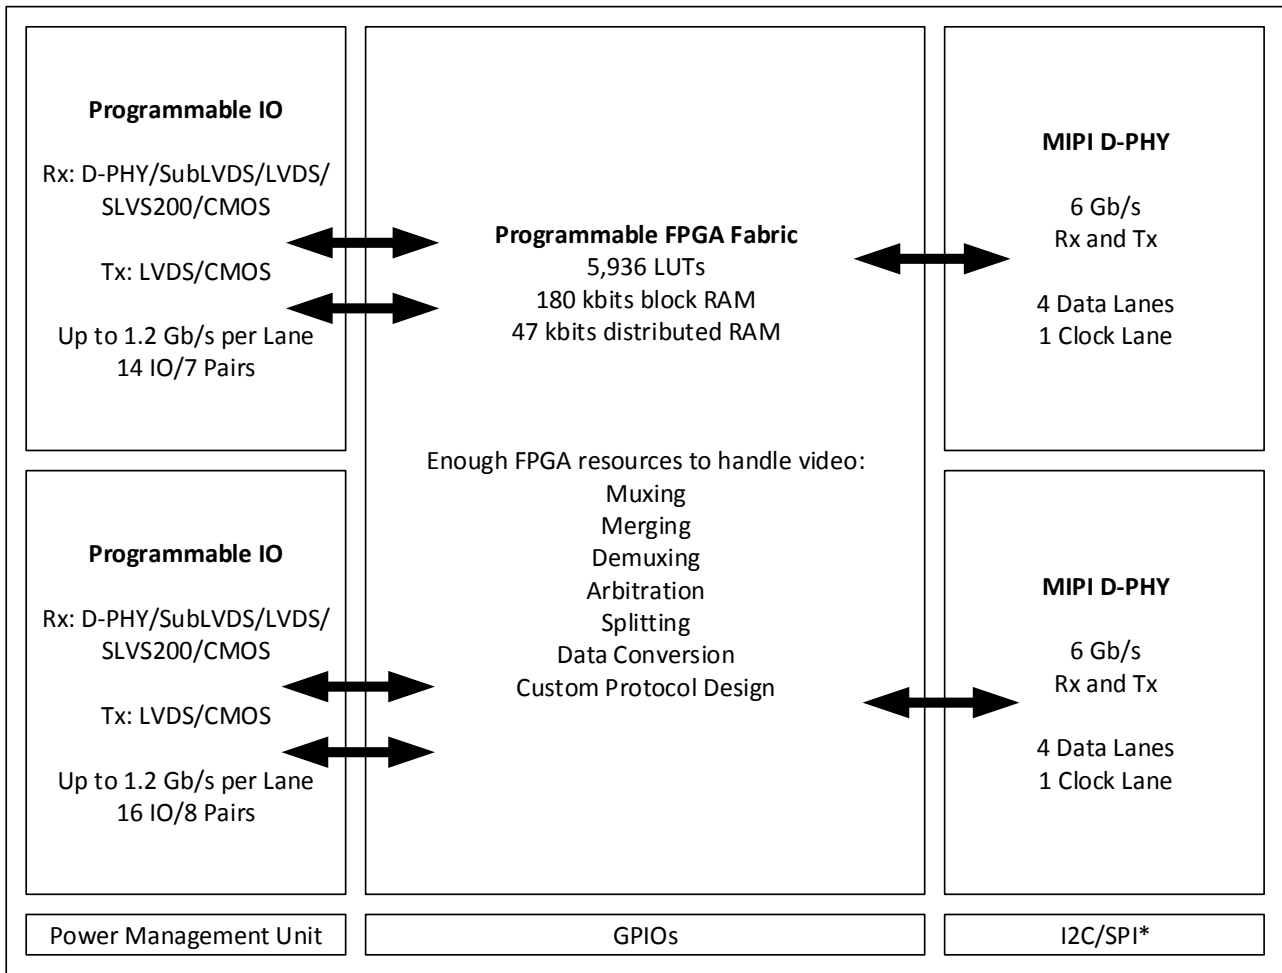 Programmable IO
Rx: D-PHY/SubLVDS/LVDS/
SLVS200/CMOS
Tx: LVDS/CMOS
Up to 1.2 Gb/s per Lane
14 IO/7 Pairs
Programmable FPGA Fabric
5,936 LUTs
180 kbits block RAM
47 kbits distributed RAM
Enough FPGA resources to handle video:
Muxing
Merging
Demuxing
Arbitration
Splitting
Data Conversion
Custom Protocol Design
MIPI D-PHY
6 Gb/s
Rx and Tx
4 Data Lanes
1 Clock Lane
Programmable IO
Rx: D-PHY/SubLVDS/LVDS/
SLVS200/CMOS
Tx: LVDS/CMOS
Up to 1.2 Gb/s per Lane
16 IO/8 Pairs
MIPI D-PHY
6 Gb/s
Rx and Tx
4 Data Lanes
1 Clock Lane
Power Management Unit
GPIOs
I2C/SPI*